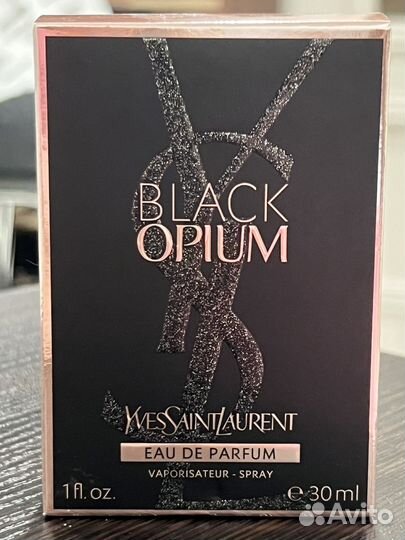 BLACK
OPIUM
YVESSAINTLAURENT
EAU DE PARFUM
VAPORISATEUR - SPRAY
1 fl. oz. ℮ 30 ml
Avito